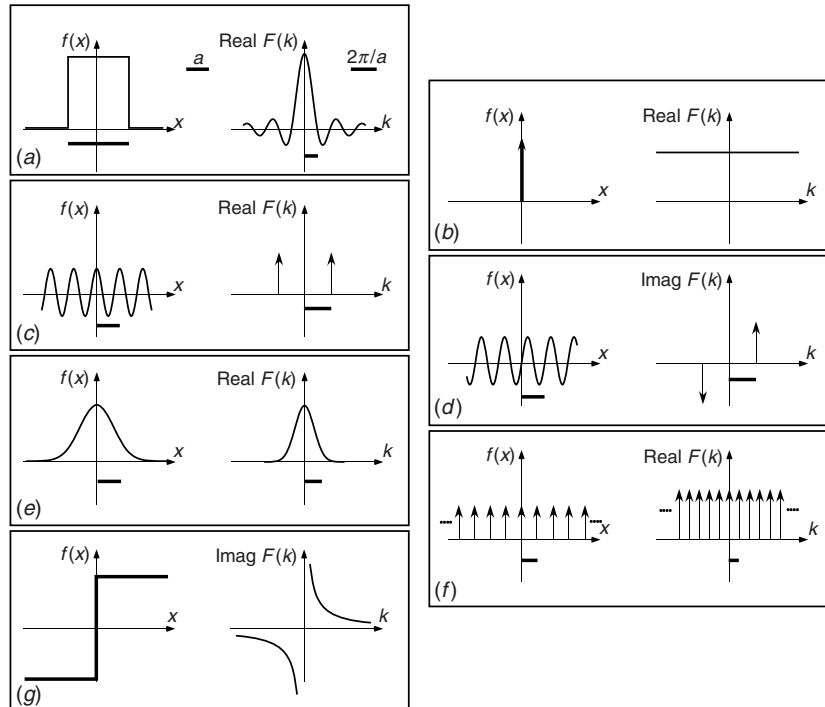 f(x) a Real F(k) 2π/a
x k
(a)
f(x) Real F(k)
x k
(b)
f(x) Real F(k)
x k
(c)
f(x) Imag F(k)
x k
(d)
f(x) Real F(k)
x k
(e)
f(x) Real F(k)
x k
(f)
f(x) Imag F(k)
x k
(g)